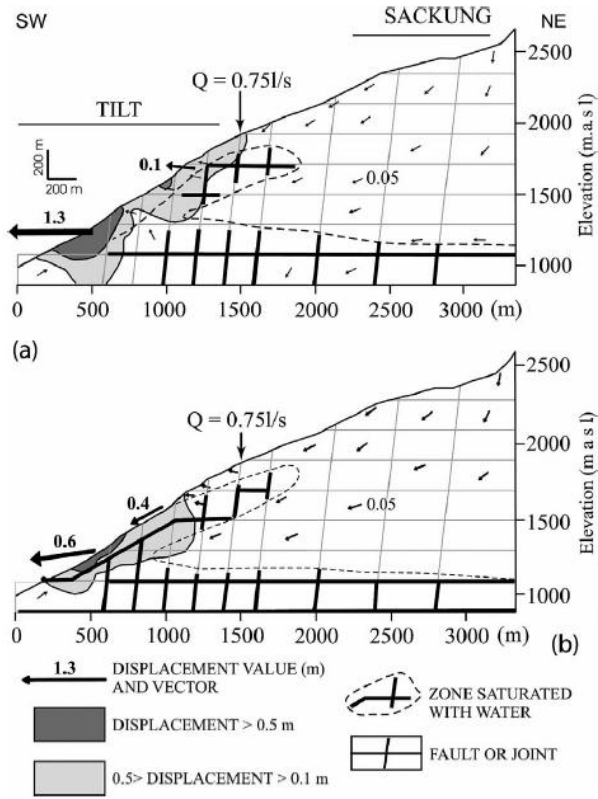 SW
SACKUNG
NE
2500
Q = 0.75l/s
TILT
2000
0.1
200 m
200 m
0.05
1500
1.3
1000
Elevation (m.a.s l)
0 500 1000 1500 2000 2500 3000 (m)
(a)
2500
Q = 0.75l/s
2000
0.4
0.05
1500
0.6
1000
Elevation (m a s l)
0 500 1000 1500 2000 2500 3000 (m)
(b)
1.3 DISPLACEMENT VALUE (m)
AND VECTOR
DISPLACEMENT > 0.5 m
0.5> DISPLACEMENT > 0.1 m
ZONE SATURATED
WITH WATER
FAULT OR JOINT